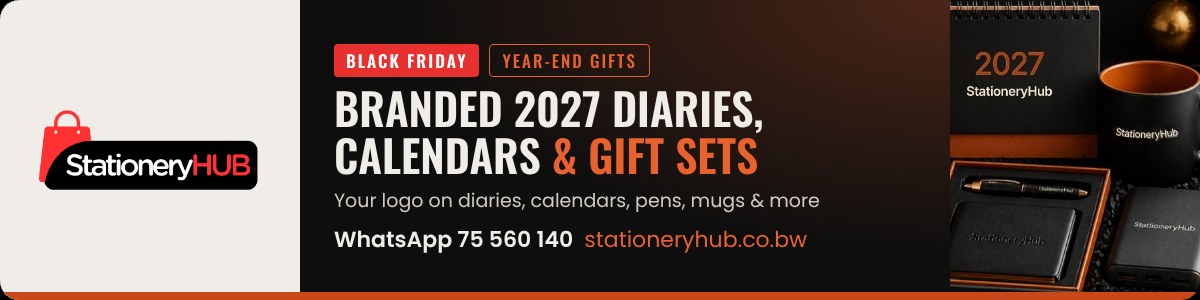 StationeryHUB
BLACK FRIDAY
YEAR-END GIFTS
BRANDED 2027 DIARIES,
CALENDARS & GIFT SETS
Your logo on diaries, calendars, pens, mugs & more
WhatsApp 75 560 140 stationeryhub.co.bw
2027
StationeryHub
StationeryHub
StationeryHub
StationeryHub
StationeryHub